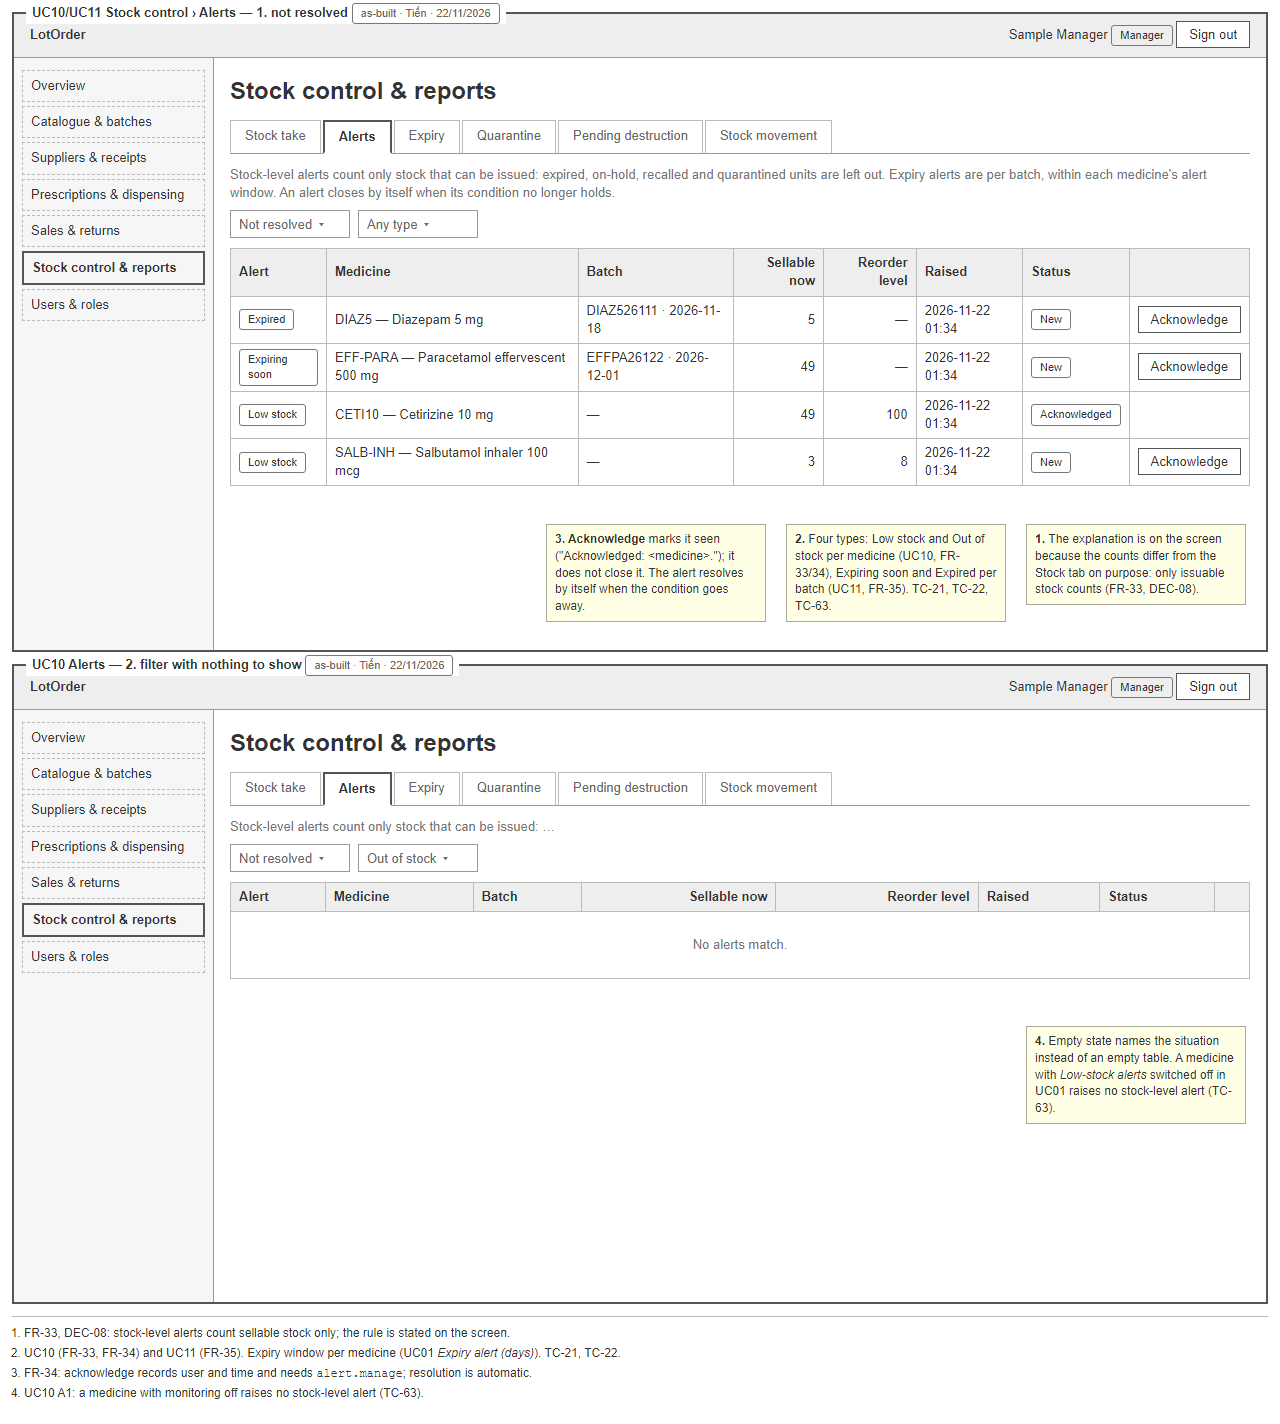 UC10/UC11 Stock control › Alerts — 1. not resolved as-built · Tiến · 22/11/2026
LotOrder
Sample Manager Manager Sign out
Overview
Catalogue & batches
Suppliers & receipts
Prescriptions & dispensing
Sales & returns
Stock control & reports
Users & roles
Stock control & reports
Stock take Alerts Expiry Quarantine Pending destruction Stock movement
Stock-level alerts count only stock that can be issued: expired, on-hold, recalled and quarantined units are left out. Expiry alerts are per batch, within each medicine's alert
window. An alert closes by itself when its condition no longer holds.
Not resolved ▾ Any type ▾
Alert Medicine Batch Sellable now Reorder level Raised Status
Expired DIAZ5 — Diazepam 5 mg DIAZ526111 · 2026-11-18 5 — 2026-11-22 01:34 New Acknowledge
Expiring soon EFF-PARA — Paracetamol effervescent 500 mg EFFPA26122 · 2026-12-01 49 — 2026-11-22 01:34 New Acknowledge
Low stock CETI10 — Cetirizine 10 mg — 49 100 2026-11-22 01:34 Acknowledged
Low stock SALB-INH — Salbutamol inhaler 100 mcg — 3 8 2026-11-22 01:34 New Acknowledge
3. Acknowledge marks it seen
("Acknowledged: <medicine>."); it
does not close it. The alert resolves
by itself when the condition goes
away.
2. Four types: Low stock and Out of
stock per medicine (UC10, FR-
33/34), Expiring soon and Expired per
batch (UC11, FR-35). TC-21, TC-22,
TC-63.
1. The explanation is on the screen
because the counts differ from the
Stock tab on purpose: only issuable
stock counts (FR-33, DEC-08).
UC10 Alerts — 2. filter with nothing to show as-built · Tiến · 22/11/2026
LotOrder
Sample Manager Manager Sign out
Overview
Catalogue & batches
Suppliers & receipts
Prescriptions & dispensing
Sales & returns
Stock control & reports
Users & roles
Stock control & reports
Stock take Alerts Expiry Quarantine Pending destruction Stock movement
Stock-level alerts count only stock that can be issued: …
Not resolved ▾ Out of stock ▾
Alert Medicine Batch Sellable now Reorder level Raised Status
No alerts match.
4. Empty state names the situation
instead of an empty table. A medicine
with Low-stock alerts switched off in
UC01 raises no stock-level alert (TC-
63).
1. FR-33, DEC-08: stock-level alerts count sellable stock only; the rule is stated on the screen.
2. UC10 (FR-33, FR-34) and UC11 (FR-35). Expiry window per medicine (UC01 Expiry alert (days)). TC-21, TC-22.
3. FR-34: acknowledge records user and time and needs alert.manage; resolution is automatic.
4. UC10 A1: a medicine with monitoring off raises no stock-level alert (TC-63).